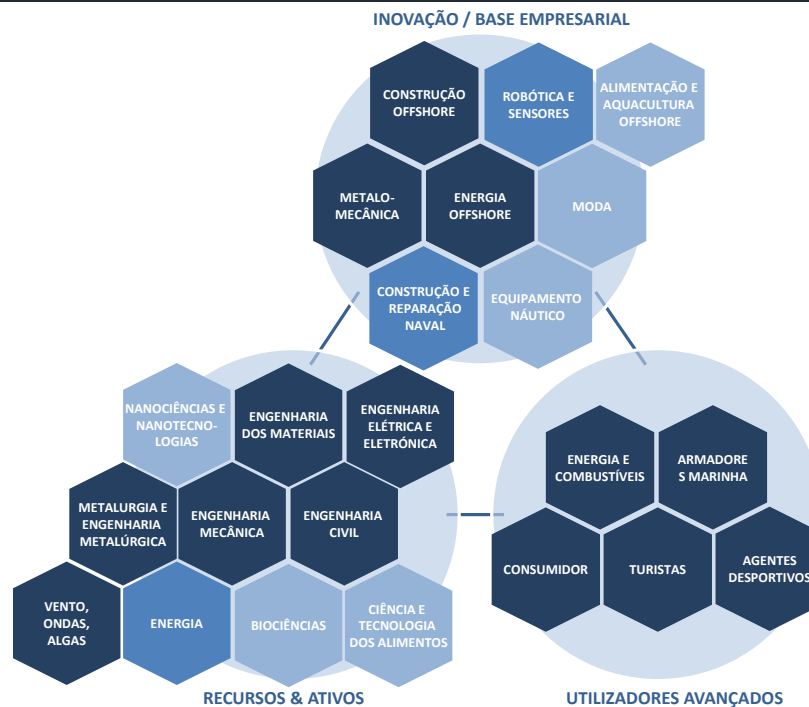 INOVAÇÃO / BASE EMPRESARIAL
CONSTRUÇÃO
OFFSHORE
ROBÓTICA E
SENSORES
ALIMENTAÇÃO E
AQUACULTURA
OFFSHORE
METALO-
MECÂNICA
ENERGIA
OFFSHORE
MODA
CONSTRUÇÃO E
REPARAÇÃO
NAVAL
EQUIPAMENTO
NÁUTICO
NANOCIÊNCIAS E
NANOTECNO-
LOGIAS
ENGENHARIA
DOS MATERIAIS
ENGENHARIA
ELÉTRICA E
ELETRÓNICA
METALURGIA E
ENGENHARIA
METALÚRGICA
ENGENHARIA
MECÂNICA
ENGENHARIA
CIVIL
VENTO,
ONDAS,
ALGAS
ENERGIA
BIOCIÊNCIAS
CIÊNCIA E
TECNOLOGIA
DOS ALIMENTOS
RECURSOS & ATIVOS
ENERGIA E
COMBUSTÍVEIS
ARMADORE
S MARINHA
CONSUMIDOR
TURISTAS
AGENTES
DESPORTIVOS
UTILIZADORES AVANÇADOS